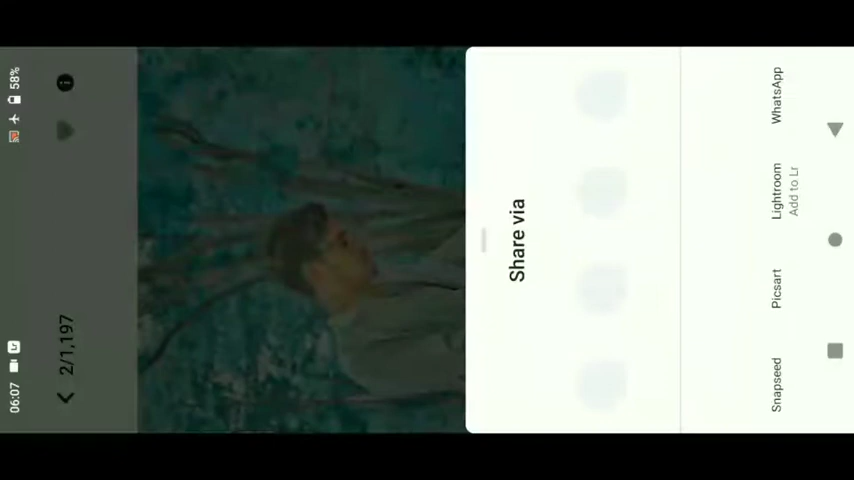 06:07
58%
2/1,197
Share via
Snapseed
Picsart
Lightroom
Add to Lr
WhatsApp